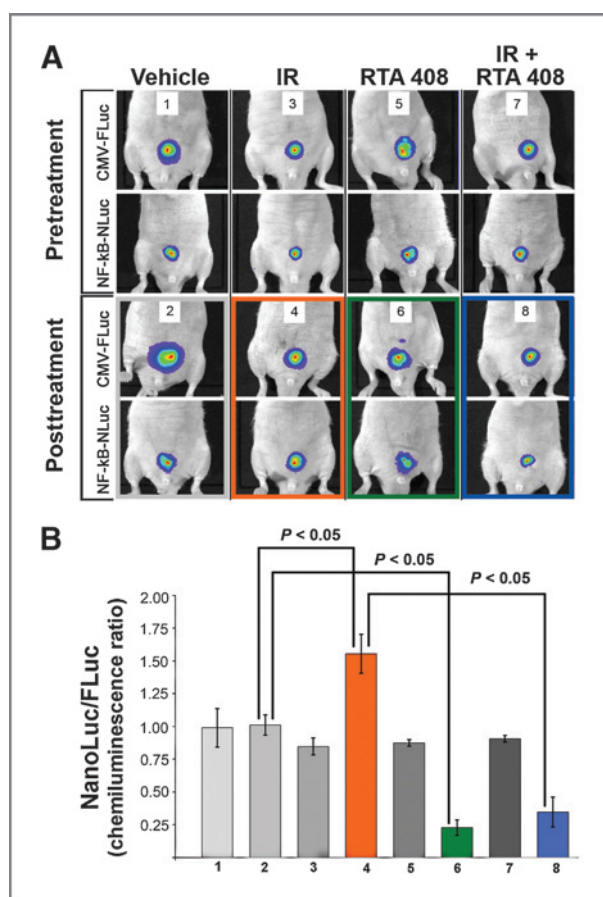 A
Vehicle IR RTA 408 IR +
RTA 408
Pretreatment
CMV-FLuc
1 3 5 7
NF-kB-NLuc
Posttreatment
CMV-FLuc
2 4 6 8
NF-kB-NLuc
B
P < 0.05
P < 0.05
P < 0.05
NanoLuc/FLuc
(chemiluminescence ratio)
2.00
1.75
1.50
1.25
1.00
0.75
0.50
0.25
1 2 3 4 5 6 7 8